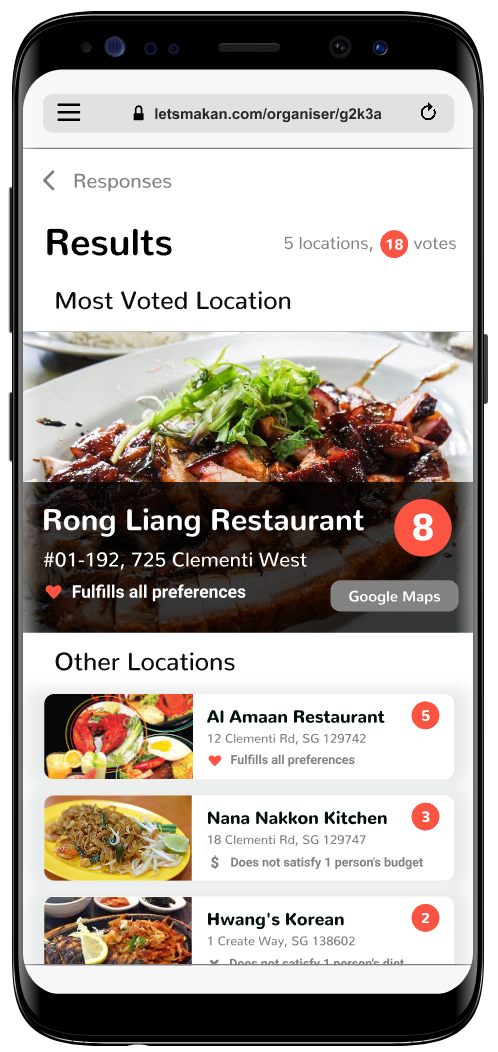 letsmakan.com/organiser/g2k3a
Responses
Results
5 locations, 18 votes
Most Voted Location
Rong Liang Restaurant
8
#01-192, 725 Clementi West
Fulfills all preferences
Google Maps
Other Locations
Al Amaan Restaurant
5
12 Clementi Rd, SG 129742
Fulfills all preferences
Nana Nakkon Kitchen
3
18 Clementi Rd, SG 129747
$ Does not satisfy 1 person's budget
Hwang's Korean
2
1 Create Way, SG 138602
Does not satisfy 1 person's diet